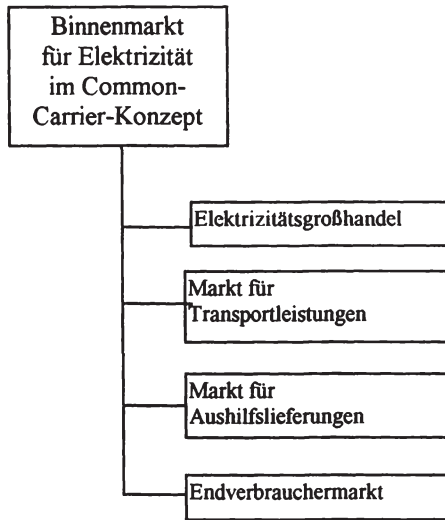 Binnenmarkt
für Elektrizität
im Common-
Carrier-Konzept
Elektrizitätsgroßhandel
Markt für
Transportleistungen
Markt für
Aushilfslieferungen
Endverbrauchermarkt